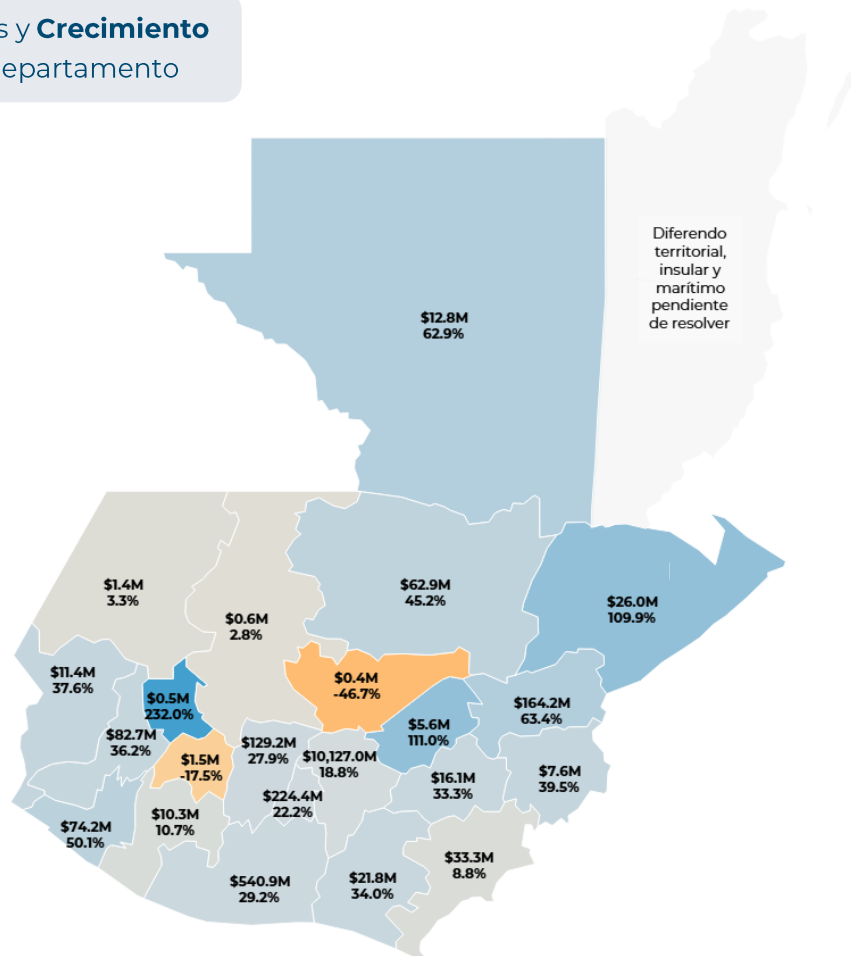 s y Crecimiento
epartamento
Diferendo
territorial,
insular y
marítimo
pendiente
de resolver
$12.8M
62.9%
$1.4M
3.3%
$0.6M
2.8%
$62.9M
45.2%
$26.0M
109.9%
$11.4M
37.6%
$0.5M
232.0%
$0.4M
-46.7%
$164.2M
63.4%
$82.7M
36.2%
$1.5M
-17.5%
$129.2M
27.9%
$10,127.0M
18.8%
$5.6M
111.0%
$16.1M
33.3%
$7.6M
39.5%
$224.4M
22.2%
$74.2M
50.1%
$10.3M
10.7%
$540.9M
29.2%
$21.8M
34.0%
$33.3M
8.8%